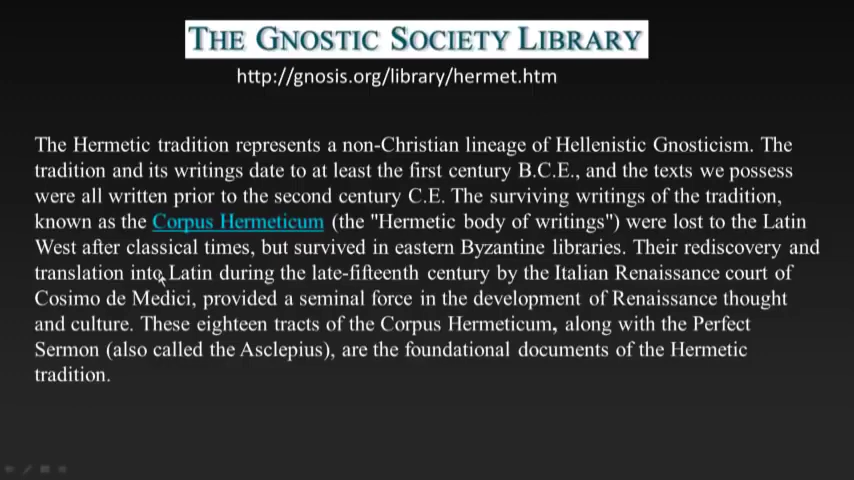 THE GNOSTIC SOCIETY LIBRARY
http://gnosis.org/library/hermet.htm
The Hermetic tradition represents a non-Christian lineage of Hellenistic Gnosticism. The
tradition and its writings date to at least the first century B.C.E., and the texts we possess
were all written prior to the second century C.E. The surviving writings of the tradition,
known as the Corpus Hermeticum (the "Hermetic body of writings") were lost to the Latin
West after classical times, but survived in eastern Byzantine libraries. Their rediscovery and
translation into Latin during the late-fifteenth century by the Italian Renaissance court of
Cosimo de Medici, provided a seminal force in the development of Renaissance thought
and culture. These eighteen tracts of the Corpus Hermeticum, along with the Perfect
Sermon (also called the Asclepius), are the foundational documents of the Hermetic
tradition.